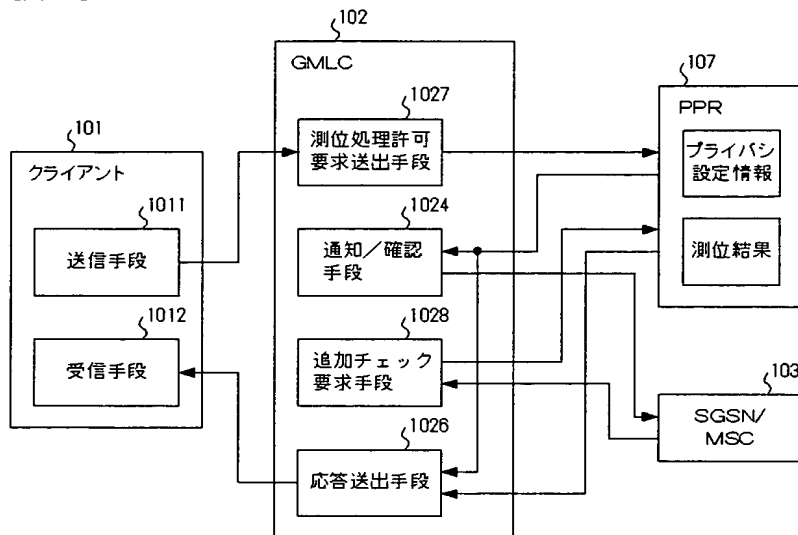 102
GMLC
107
PPR
1027
測位処理許可
要求送出手段
プライバシ
設定情報
101
クライアント
1011
送信手段
1024
通知／確認
手段
測位結果
1012
受信手段
1028
追加チェック
要求手段
103
SGSN/
MSC
1026
応答送出手段